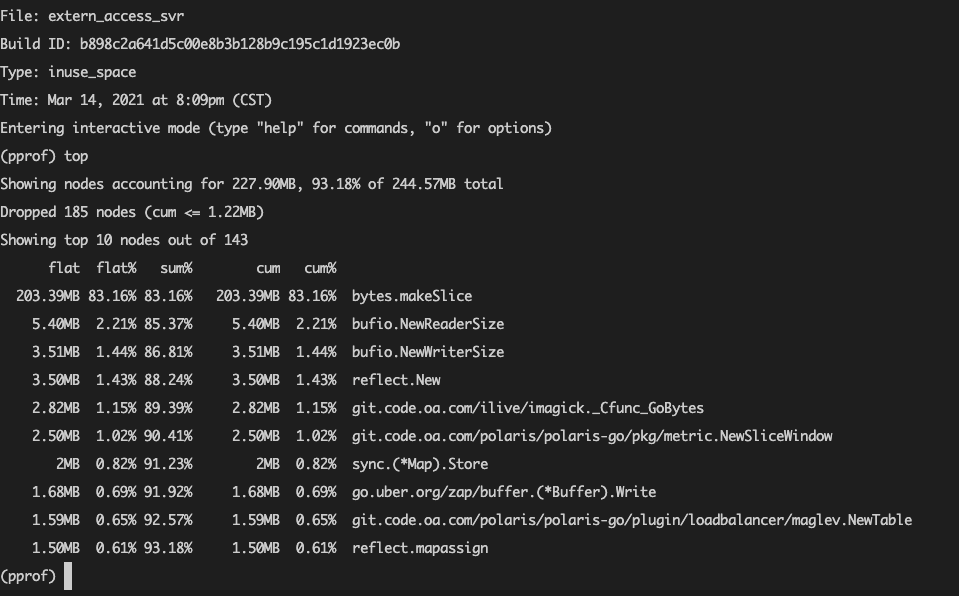 File: extern_access_svr
Build ID: b898c2a641d5c00e8b3b128b9c195c1d1923ec0b
Type: inuse_space
Time: Mar 14, 2021 at 8:09pm (CST)
Entering interactive mode (type "help" for commands, "o" for options)
(pprof) top
Showing nodes accounting for 227.90MB, 93.18% of 244.57MB total
Dropped 185 nodes (cum <= 1.22MB)
Showing top 10 nodes out of 143
flat flat% sum% cum cum%
203.39MB 83.16% 83.16% 203.39MB 83.16% bytes.makeSlice
5.40MB 2.21% 85.37% 5.40MB 2.21% bufio.NewReaderSize
3.51MB 1.44% 86.81% 3.51MB 1.44% bufio.NewWriterSize
3.50MB 1.43% 88.24% 3.50MB 1.43% reflect.New
2.82MB 1.15% 89.39% 2.82MB 1.15% git.code.oa.com/ilive/imagick._Cfunc_GoBytes
2.50MB 1.02% 90.41% 2.50MB 1.02% git.code.oa.com/polaris/polaris-go/pkg/metric.NewSliceWindow
2MB 0.82% 91.23% 2MB 0.82% sync.(*Map).Store
1.68MB 0.69% 91.92% 1.68MB 0.69% go.uber.org/zap/buffer.(*Buffer).Write
1.59MB 0.65% 92.57% 1.59MB 0.65% git.code.oa.com/polaris/polaris-go/plugin/loadbalancer/maglev.NewTable
1.50MB 0.61% 93.18% 1.50MB 0.61% reflect.mapassign
(pprof)